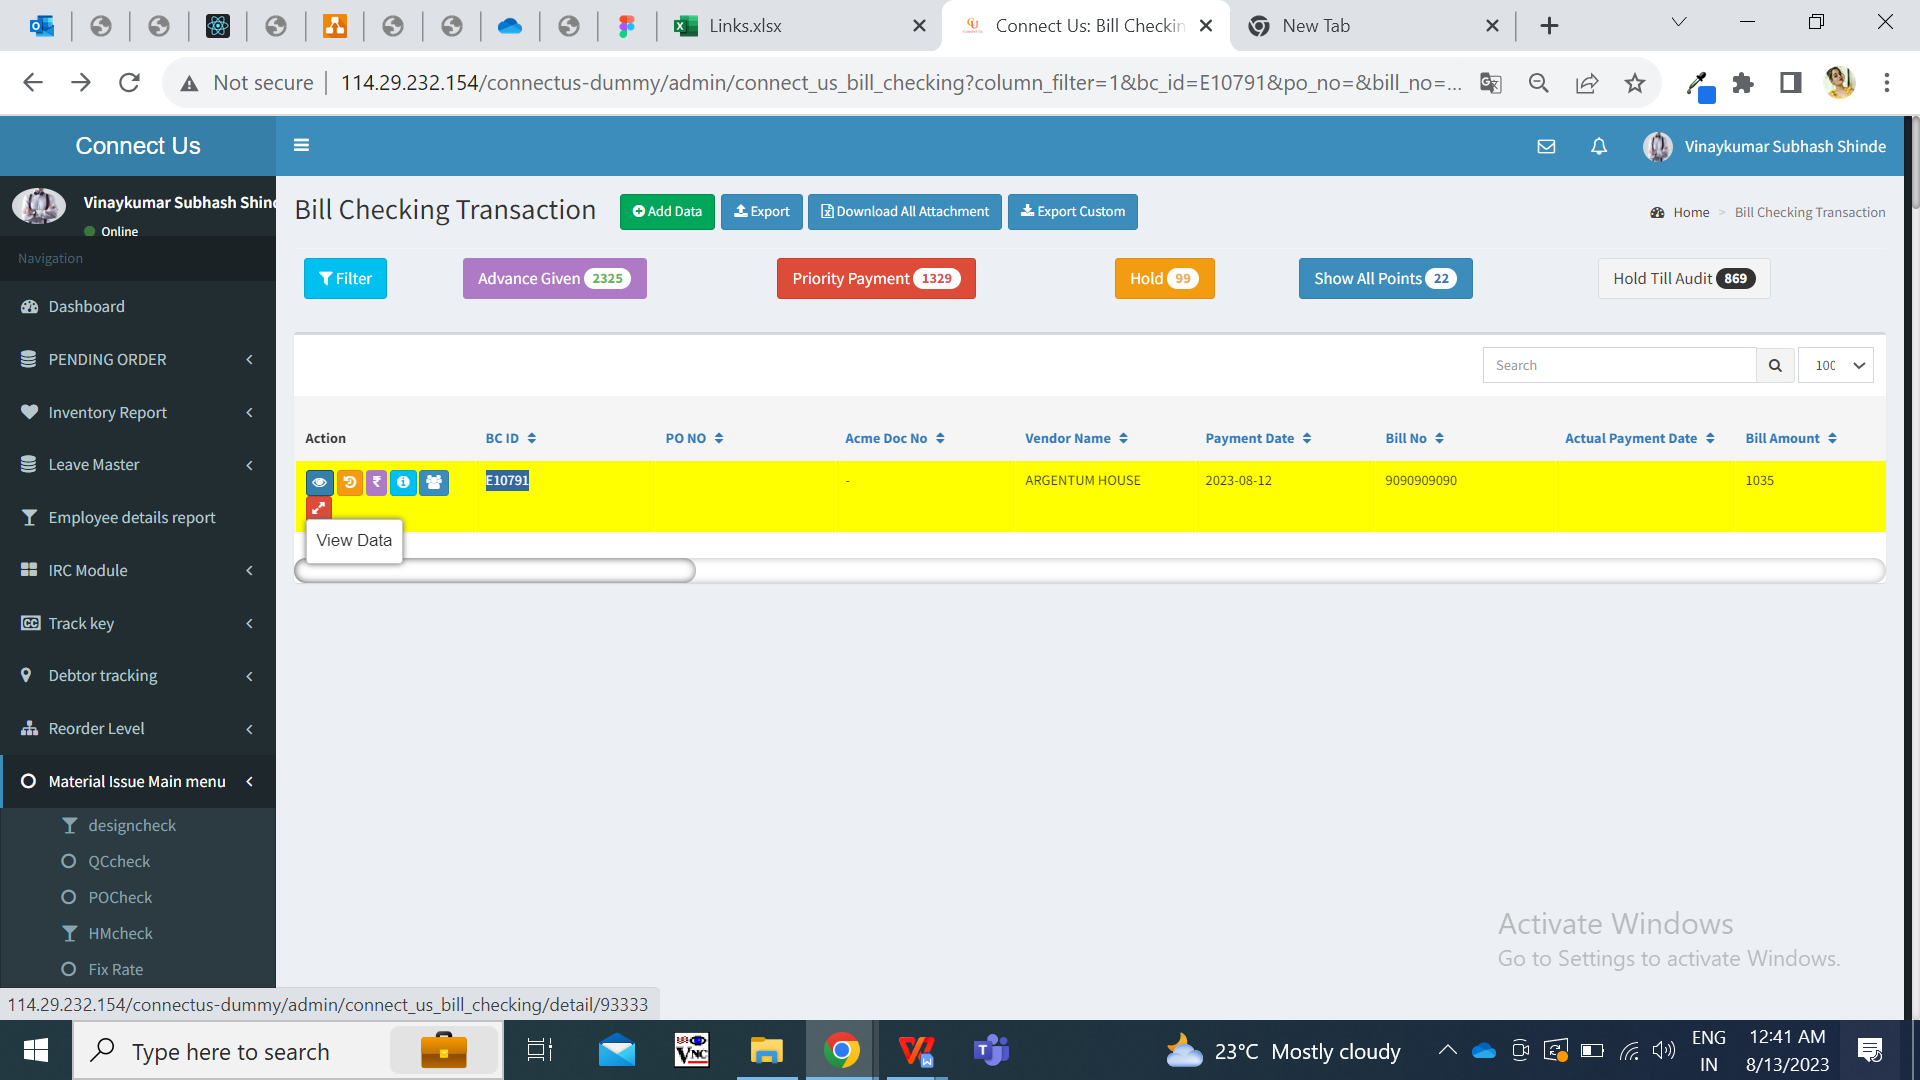 Links.xlsx
Connect Us: Bill Checkin
New Tab
Not secure
114.29.232.154/connectus-dummy/admin/connect_us_bill_checking?column_filter=1&bc_id=E10791&po_no=&bill_no=...
Connect Us
Vinaykumar Subhash Shinde
Vinaykumar Subhash Shind
Online
Navigation
Dashboard
PENDING ORDER
Inventory Report
Leave Master
Employee details report
IRC Module
Track key
Debtor tracking
Reorder Level
Material Issue Main menu
designcheck
QCcheck
POCheck
HMcheck
Fix Rate
Bill Checking Transaction
Add Data
Export
Download All Attachment
Export Custom
Home > Bill Checking Transaction
Filter
Advance Given 2325
Priority Payment 1329
Hold 99
Show All Points 22
Hold Till Audit 869
Search
100
Action BC ID PO NO Acme Doc No Vendor Name Payment Date Bill No Actual Payment Date Bill Amount
E10791 - ARGENTUM HOUSE 2023-08-12 9090909090 1035
View Data
Activate Windows
Go to Settings to activate Windows.
114.29.232.154/connectus-dummy/admin/connect_us_bill_checking/detail/93333
Type here to search
23°C Mostly cloudy
ENG
IN
12:41 AM
8/13/2023